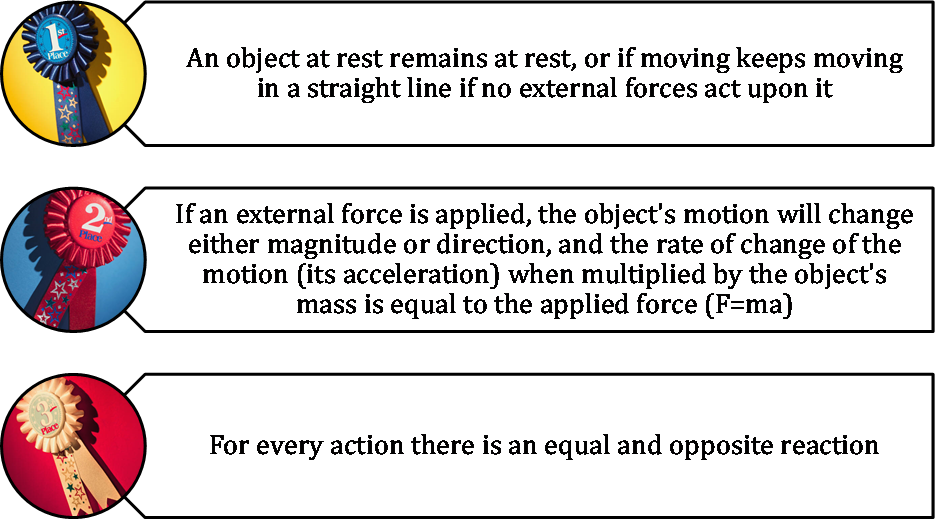 1st
Place
An object at rest remains at rest, or if moving keeps moving
in a straight line if no external forces act upon it
2nd
Place
If an external force is applied, the object's motion will change
either magnitude or direction, and the rate of change of the
motion (its acceleration) when multiplied by the object's
mass is equal to the applied force (F=ma)
3
Place
For every action there is an equal and opposite reaction